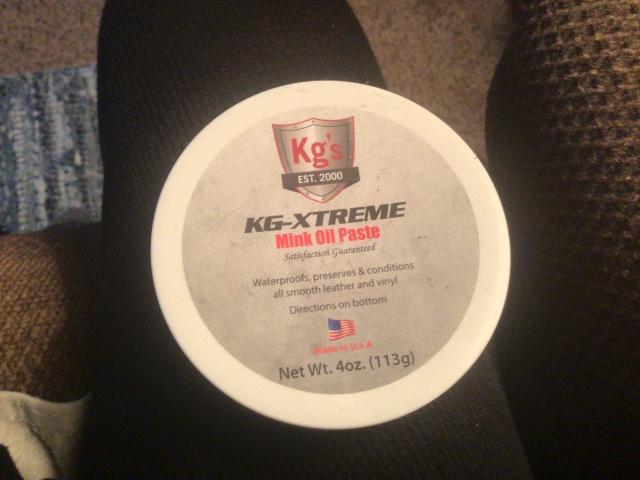 Kg's
EST. 2000
KG-XTREME
Mink Oil Paste
Satisfaction Guaranteed
Waterproofs, preserves & conditions
all smooth leather and vinyl
Directions on bottom
Made in U.S.A.
Net Wt. 4oz. (113g)